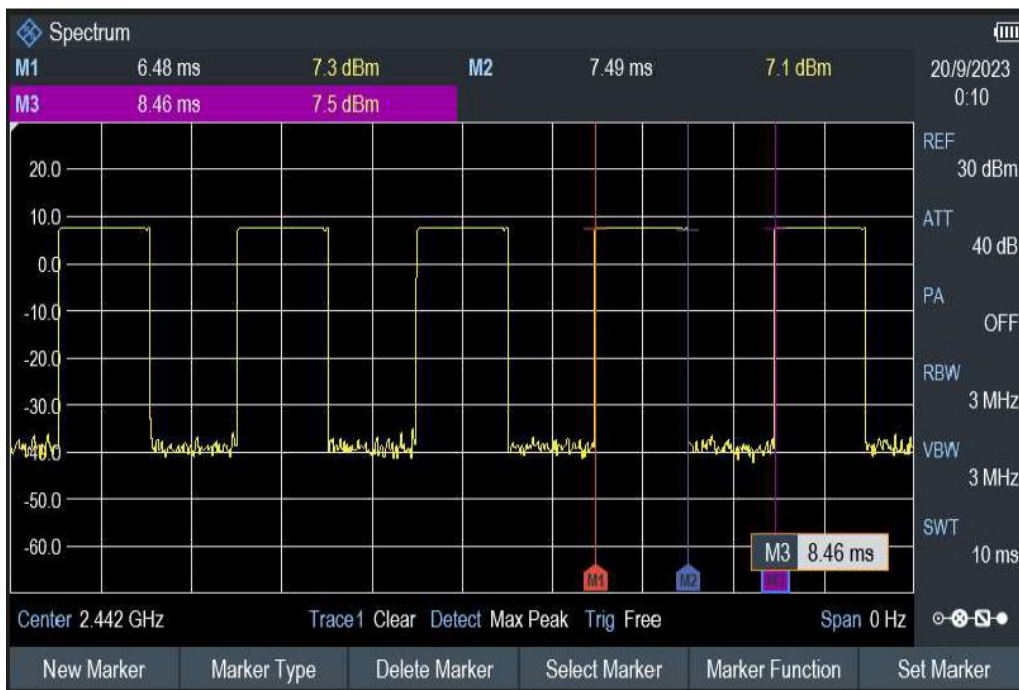 Spectrum
M1 6.48 ms 7.3 dBm M2 7.49 ms 7.1 dBm
M3 8.46 ms 7.5 dBm
20/9/2023
0:10
20.0
10.0
0.0
-10.0
-20.0
-30.0
-40.0
-50.0
-60.0
REF
30 dBm
ATT
40 dB
PA
OFF
RBW
3 MHz
VBW
3 MHz
SWT
10 ms
M3 8.46 ms
M1 M2 M3
Center 2.442 GHz Trace1 Clear Detect Max Peak Trig Free Span 0 Hz
New Marker Marker Type Delete Marker Select Marker Marker Function Set Marker